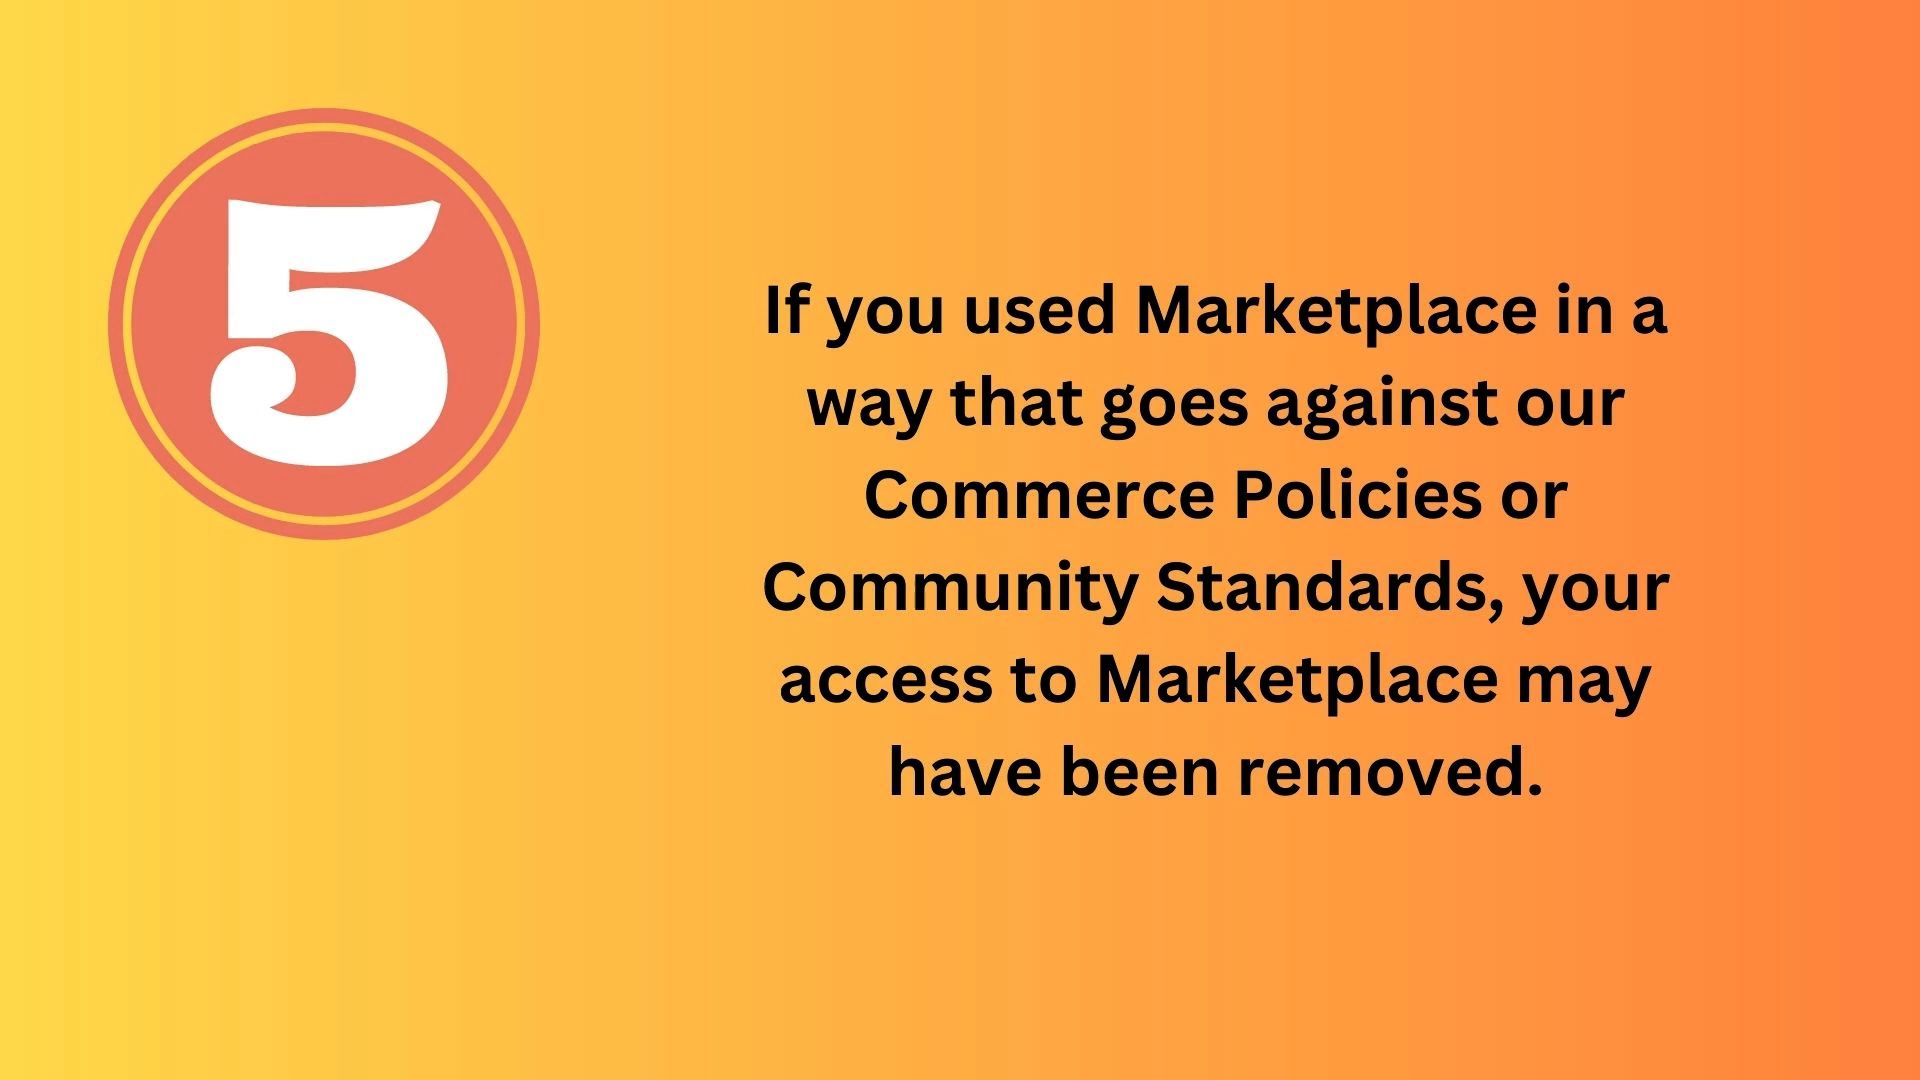 5
If you used Marketplace in a
way that goes against our
Commerce Policies or
Community Standards, your
access to Marketplace may
have been removed.